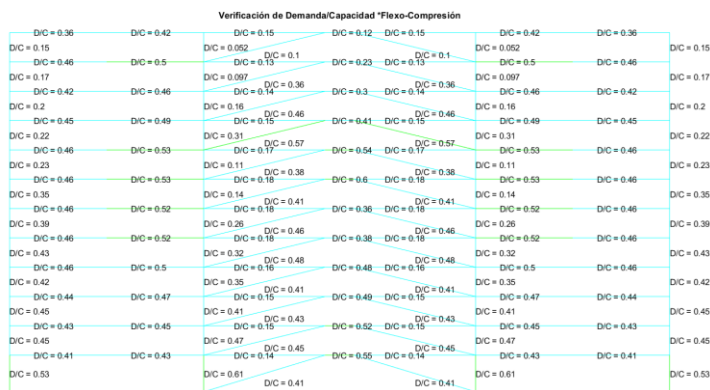 Verificación de Demanda/Capacidad *Flexo-Compresión
D/C = 0.36 D/C = 0.42 D/C = 0.15 D/C = 0.12 D/C = 0.15 D/C = 0.42 D/C = 0.36
D/C = 0.15 D/C = 0.052 D/C = 0.1 D/C = 0.1 D/C = 0.052 D/C = 0.15
D/C = 0.46 D/C = 0.5 D/C = 0.13 D/C = 0.23 D/C = 0.13 D/C = 0.5 D/C = 0.46
D/C = 0.17 D/C = 0.097 D/C = 0.36 D/C = 0.36 D/C = 0.097 D/C = 0.17
D/C = 0.42 D/C = 0.46 D/C = 0.14 D/C = 0.3 D/C = 0.14 D/C = 0.46 D/C = 0.42
D/C = 0.2 D/C = 0.16 D/C = 0.46 D/C = 0.46 D/C = 0.16 D/C = 0.2
D/C = 0.45 D/C = 0.49 D/C = 0.15 D/C = 0.41 D/C = 0.15 D/C = 0.49 D/C = 0.45
D/C = 0.22 D/C = 0.31 D/C = 0.57 D/C = 0.57 D/C = 0.31 D/C = 0.22
D/C = 0.46 D/C = 0.53 D/C = 0.17 D/C = 0.54 D/C = 0.17 D/C = 0.53 D/C = 0.46
D/C = 0.23 D/C = 0.11 D/C = 0.38 D/C = 0.38 D/C = 0.11 D/C = 0.23
D/C = 0.46 D/C = 0.53 D/C = 0.18 D/C = 0.6 D/C = 0.18 D/C = 0.53 D/C = 0.46
D/C = 0.35 D/C = 0.14 D/C = 0.41 D/C = 0.41 D/C = 0.14 D/C = 0.35
D/C = 0.46 D/C = 0.52 D/C = 0.18 D/C = 0.36 D/C = 0.18 D/C = 0.52 D/C = 0.46
D/C = 0.39 D/C = 0.26 D/C = 0.46 D/C = 0.46 D/C = 0.26 D/C = 0.39
D/C = 0.46 D/C = 0.52 D/C = 0.18 D/C = 0.38 D/C = 0.18 D/C = 0.52 D/C = 0.46
D/C = 0.43 D/C = 0.32 D/C = 0.48 D/C = 0.48 D/C = 0.32 D/C = 0.43
D/C = 0.46 D/C = 0.5 D/C = 0.16 D/C = 0.46 D/C = 0.16 D/C = 0.5 D/C = 0.46
D/C = 0.42 D/C = 0.35 D/C = 0.41 D/C = 0.41 D/C = 0.35 D/C = 0.42
D/C = 0.44 D/C = 0.47 D/C = 0.15 D/C = 0.49 D/C = 0.15 D/C = 0.47 D/C = 0.44
D/C = 0.45 D/C = 0.41 D/C = 0.43 D/C = 0.43 D/C = 0.41 D/C = 0.45
D/C = 0.43 D/C = 0.45 D/C = 0.15 D/C = 0.52 D/C = 0.15 D/C = 0.45 D/C = 0.43
D/C = 0.45 D/C = 0.47 D/C = 0.45 D/C = 0.45 D/C = 0.47 D/C = 0.45
D/C = 0.41 D/C = 0.43 D/C = 0.14 D/C = 0.55 D/C = 0.14 D/C = 0.43 D/C = 0.41
D/C = 0.53 D/C = 0.61 D/C = 0.41 D/C = 0.41 D/C = 0.61 D/C = 0.53